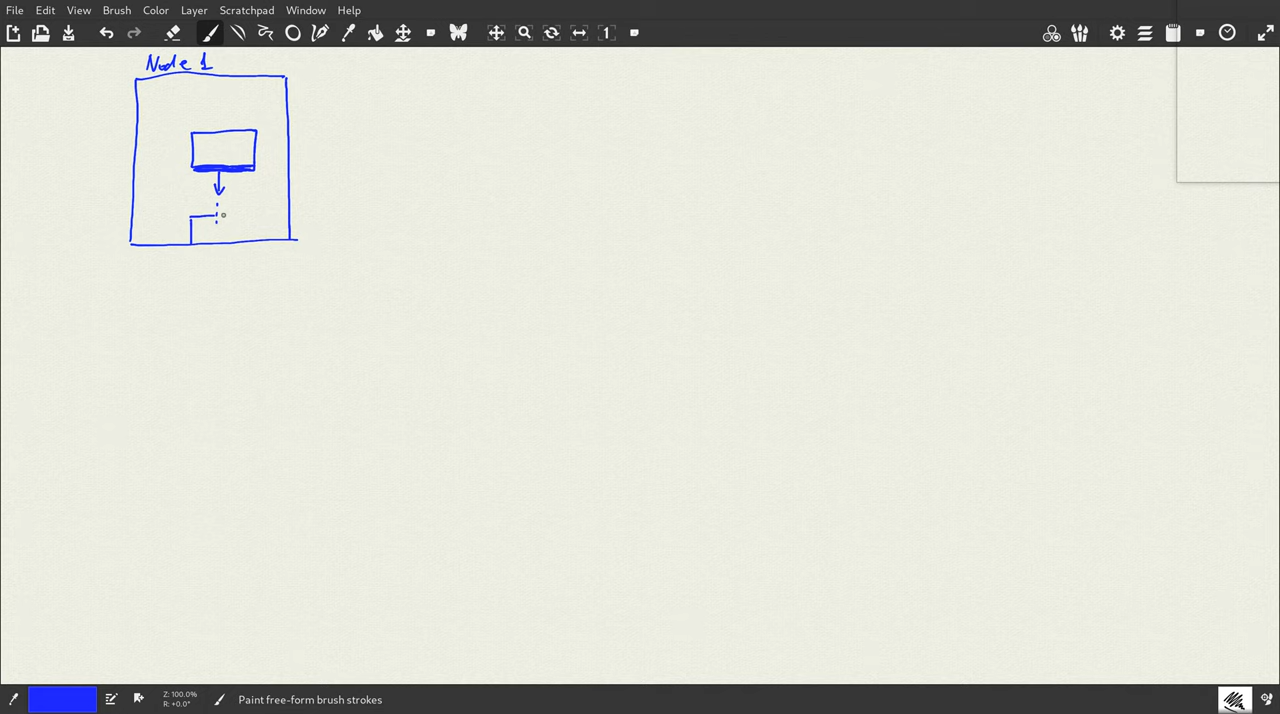 File Edit View Brush Color Layer Scratchpad Window Help
1
Node 1
Z: 100.0%
R: +0.0°
Paint free-form brush strokes